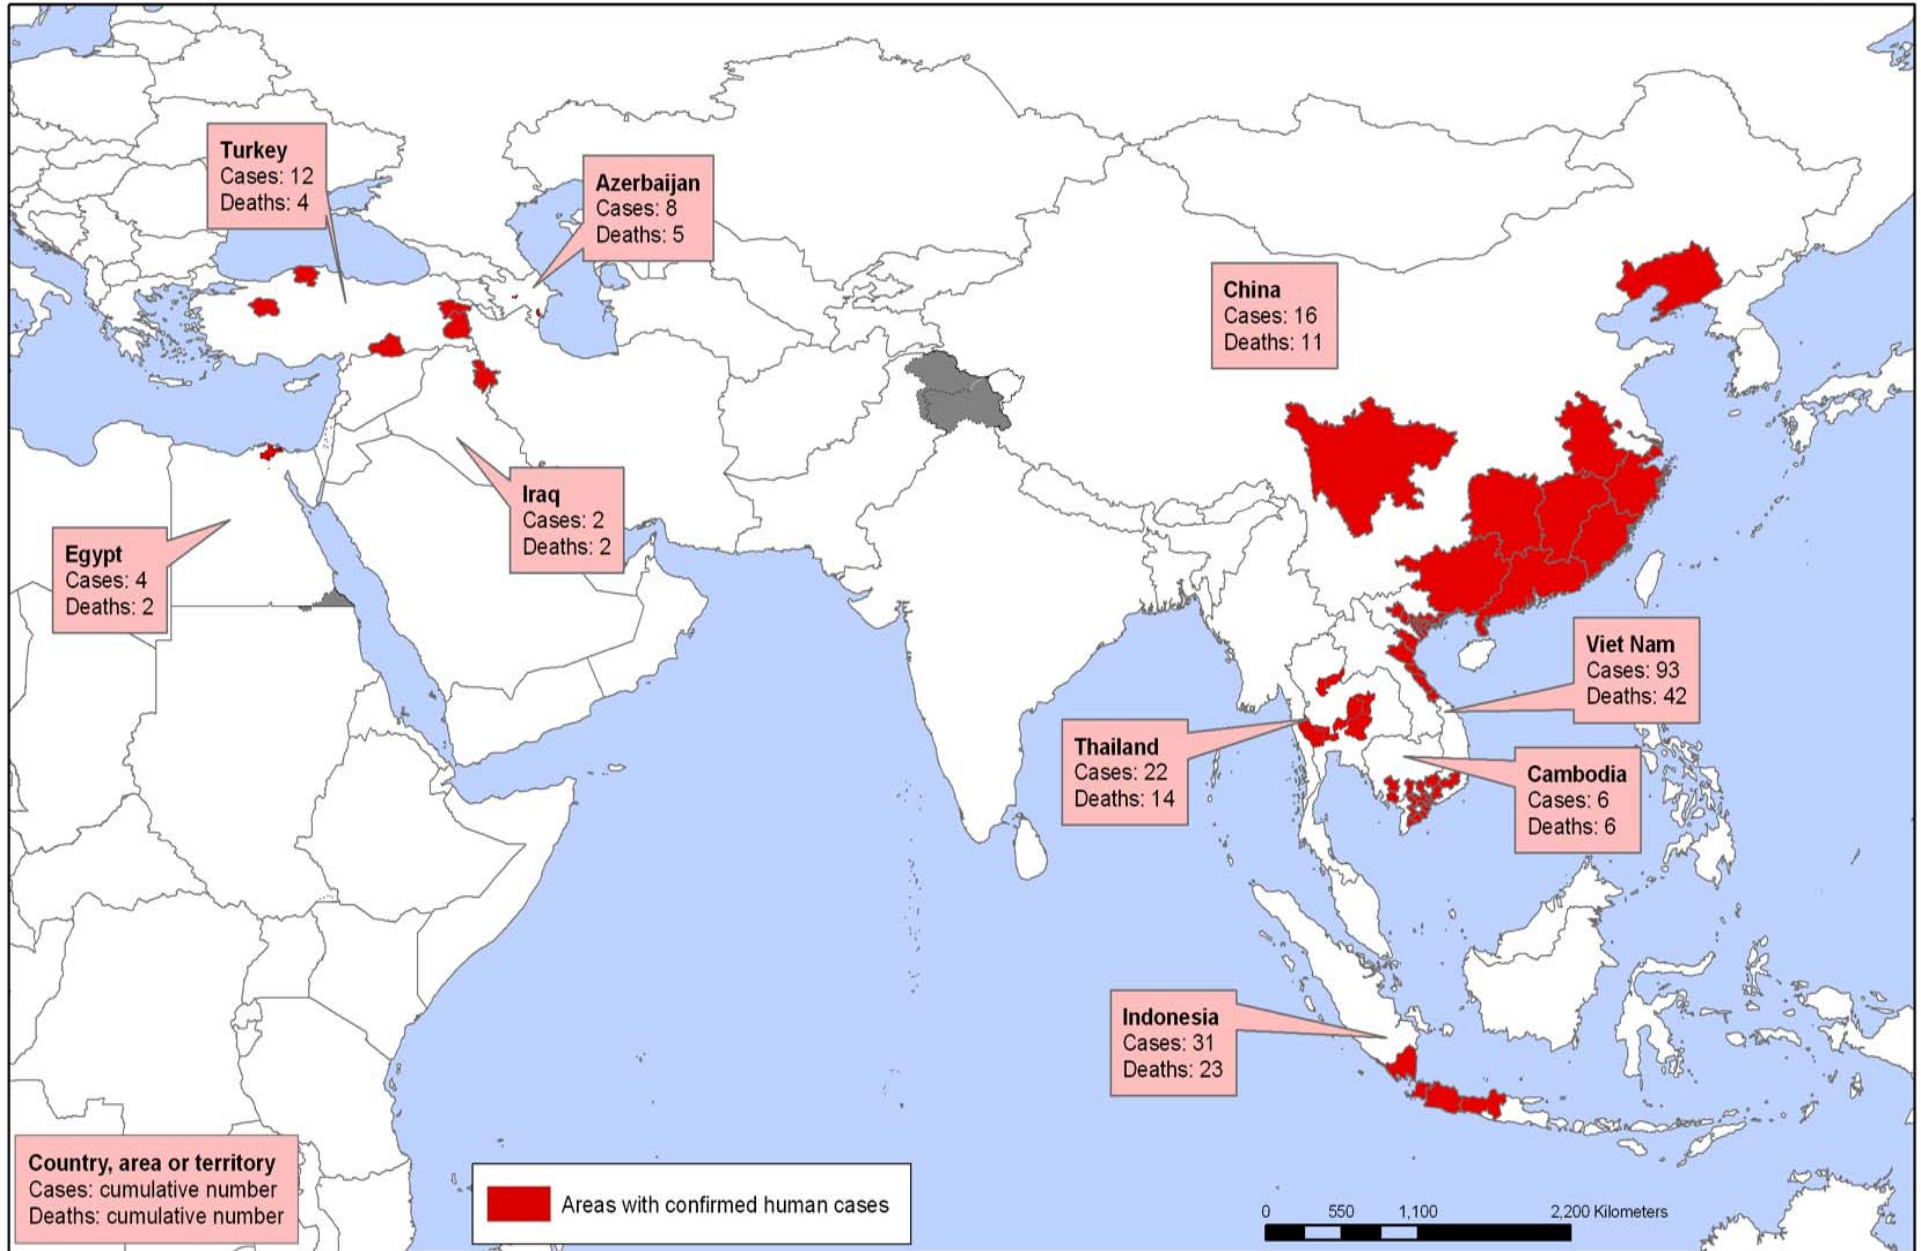 Turkey
Cases: 12
Deaths: 4
Azerbaijan
Cases: 8
Deaths: 5
China
Cases: 16
Deaths: 11
Iraq
Cases: 2
Deaths: 2
Egypt
Cases: 4
Deaths: 2
Viet Nam
Cases: 93
Deaths: 42
Thailand
Cases: 22
Deaths: 14
Cambodia
Cases: 6
Deaths: 6
Indonesia
Cases: 31
Deaths: 23
Country, area or territory
Cases: cumulative number
Deaths: cumulative number
Areas with confirmed human cases
0 550 1,100 2,200 Kilometers